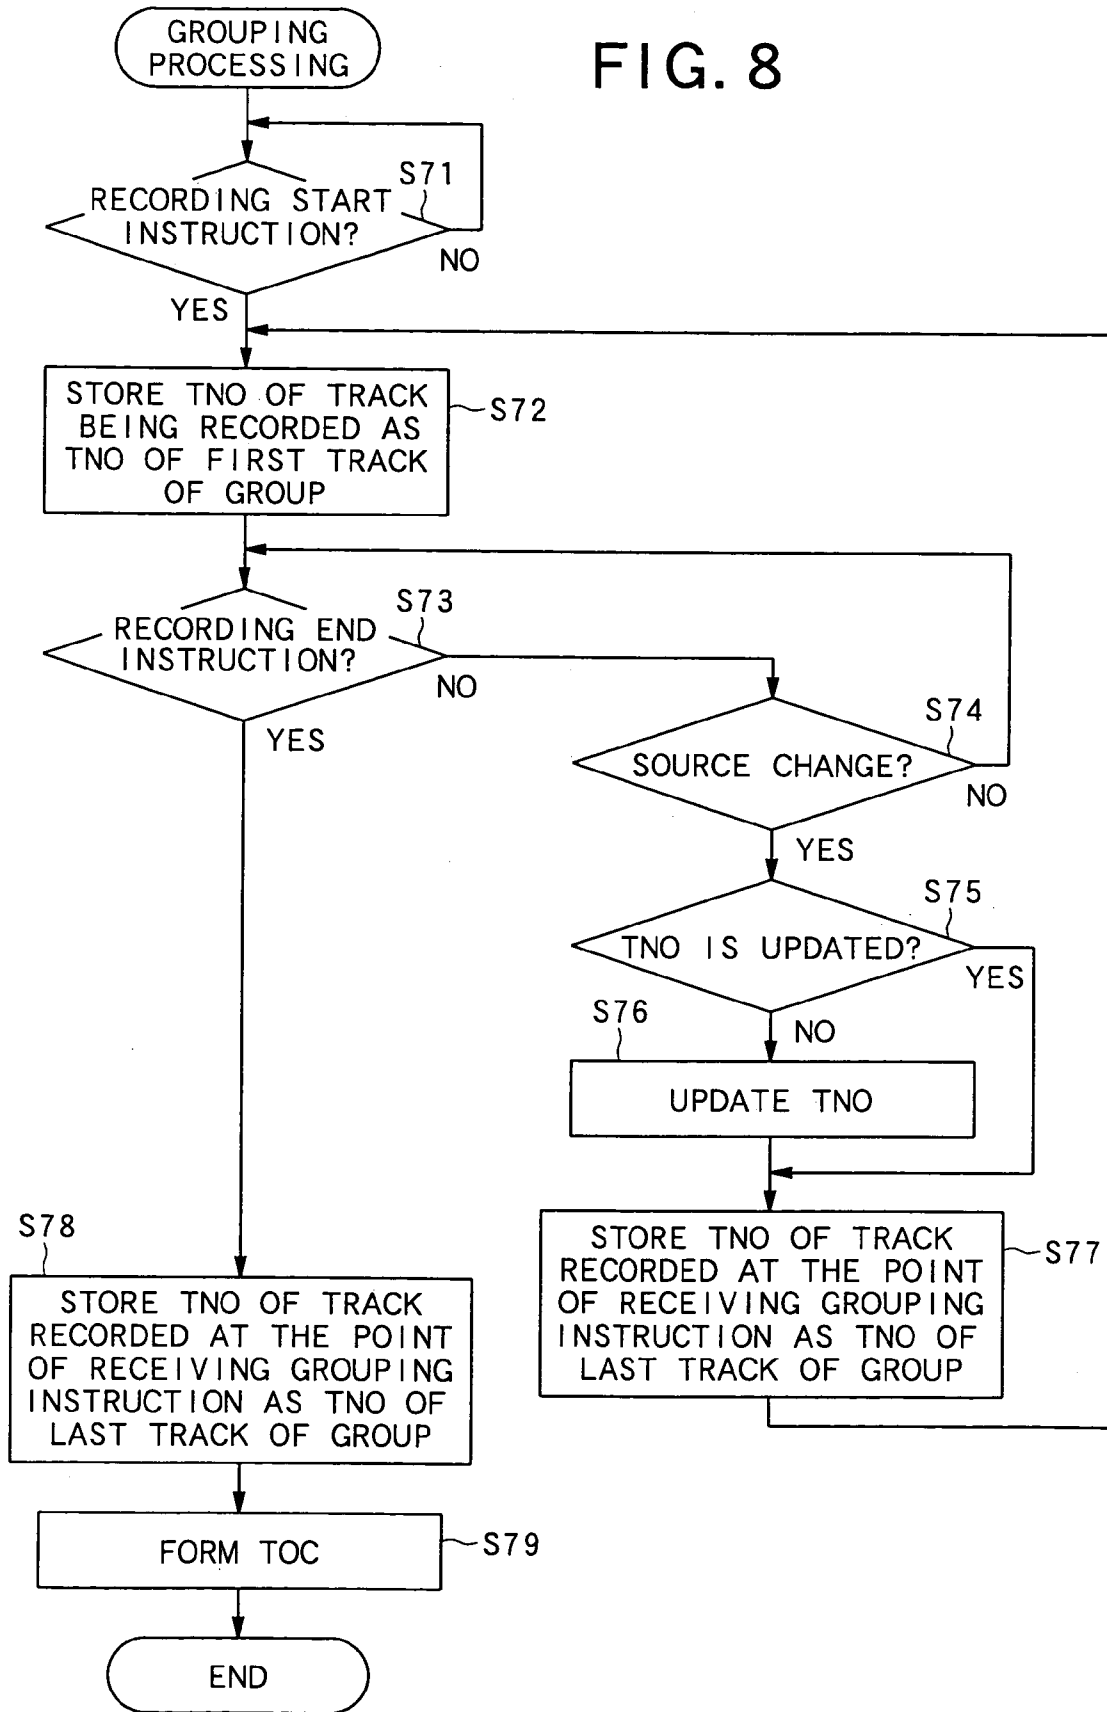 GROUPING
PROCESSING
FIG. 8
S71
RECORDING START
INSTRUCTION?
NO
YES
STORE TNO OF TRACK
BEING RECORDED AS
TNO OF FIRST TRACK
OF GROUP
S72
S73
RECORDING END
INSTRUCTION?
NO
YES
S74
SOURCE CHANGE?
NO
YES
S75
TNO IS UPDATED?
YES
NO
S76
UPDATE TNO
STORE TNO OF TRACK
RECORDED AT THE POINT
OF RECEIVING GROUPING
INSTRUCTION AS TNO OF
LAST TRACK OF GROUP
S77
S78
STORE TNO OF TRACK
RECORDED AT THE POINT
OF RECEIVING GROUPING
INSTRUCTION AS TNO OF
LAST TRACK OF GROUP
FORM TOC
S79
END